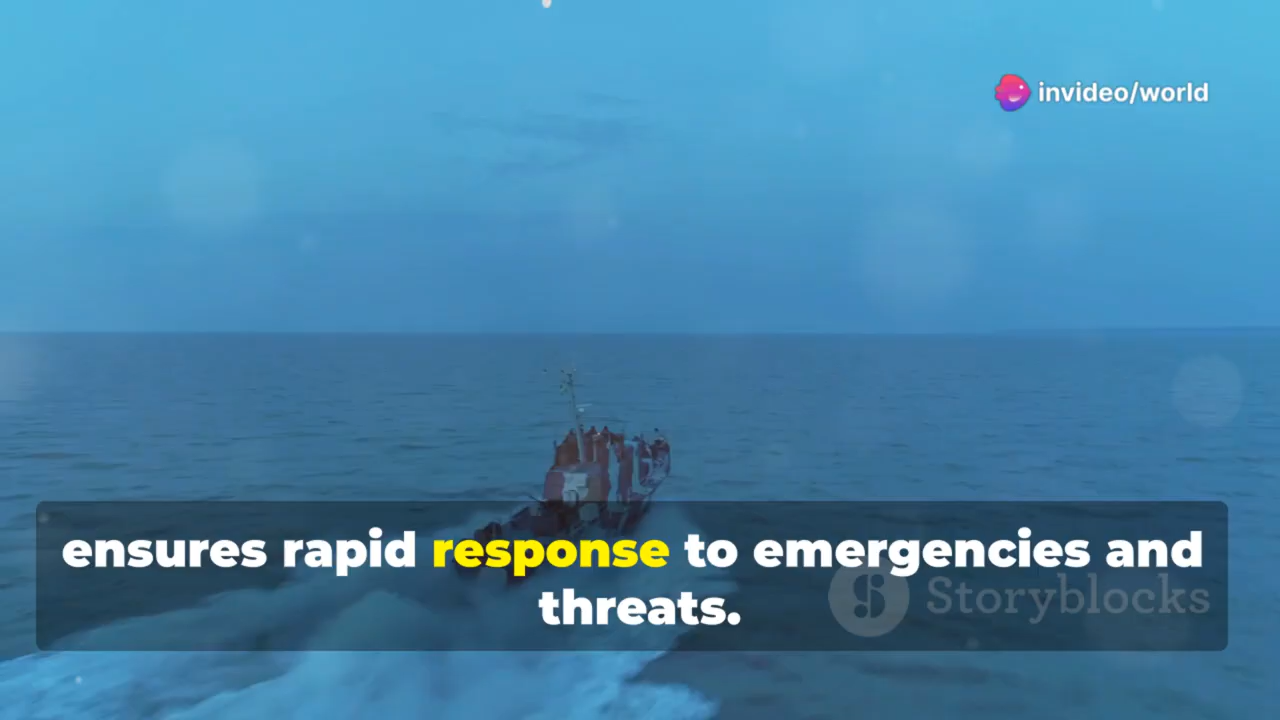 invideo/world
ensures rapid response to emergencies and
threats.
Storyblocks